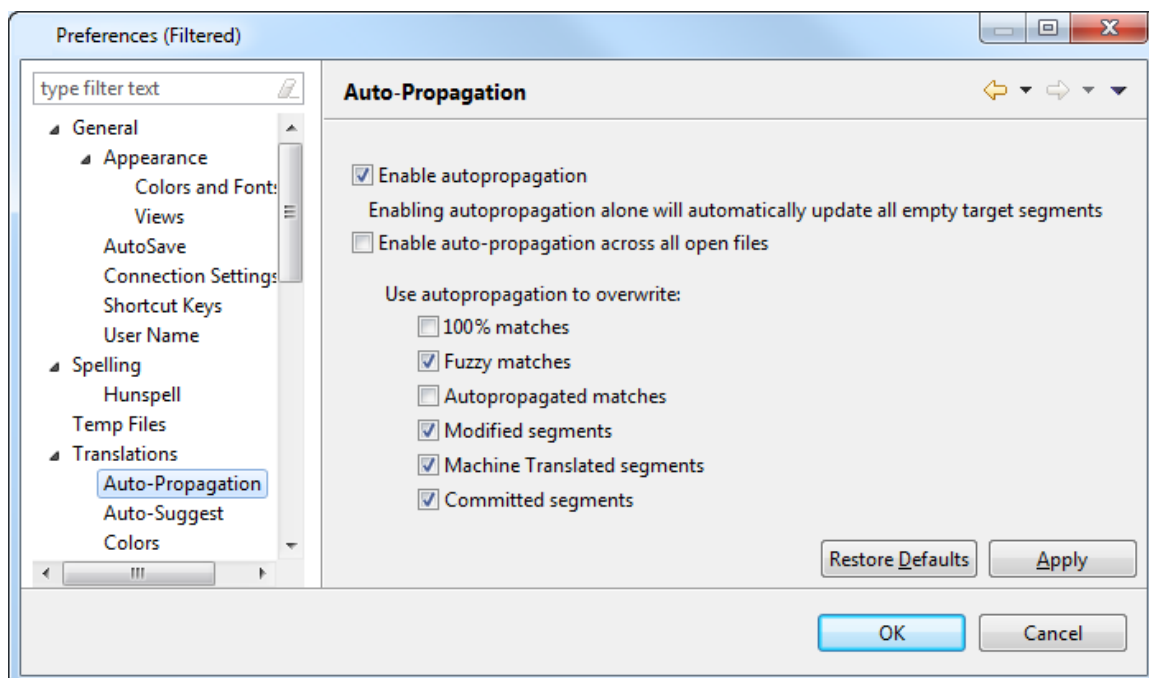 Preferences (Filtered)
type filter text
General
Appearance
Colors and Font
Views
AutoSave
Connection Settings
Shortcut Keys
User Name
Spelling
Hunspell
Temp Files
Translations
Auto-Propagation
Auto-Suggest
Colors
Auto-Propagation
Enable autopropagation
Enabling autopropagation alone will automatically update all empty target segments
Enable auto-propagation across all open files
Use autopropagation to overwrite:
100% matches
Fuzzy matches
Autopropagated matches
Modified segments
Machine Translated segments
Committed segments
Restore Defaults
Apply
OK
Cancel